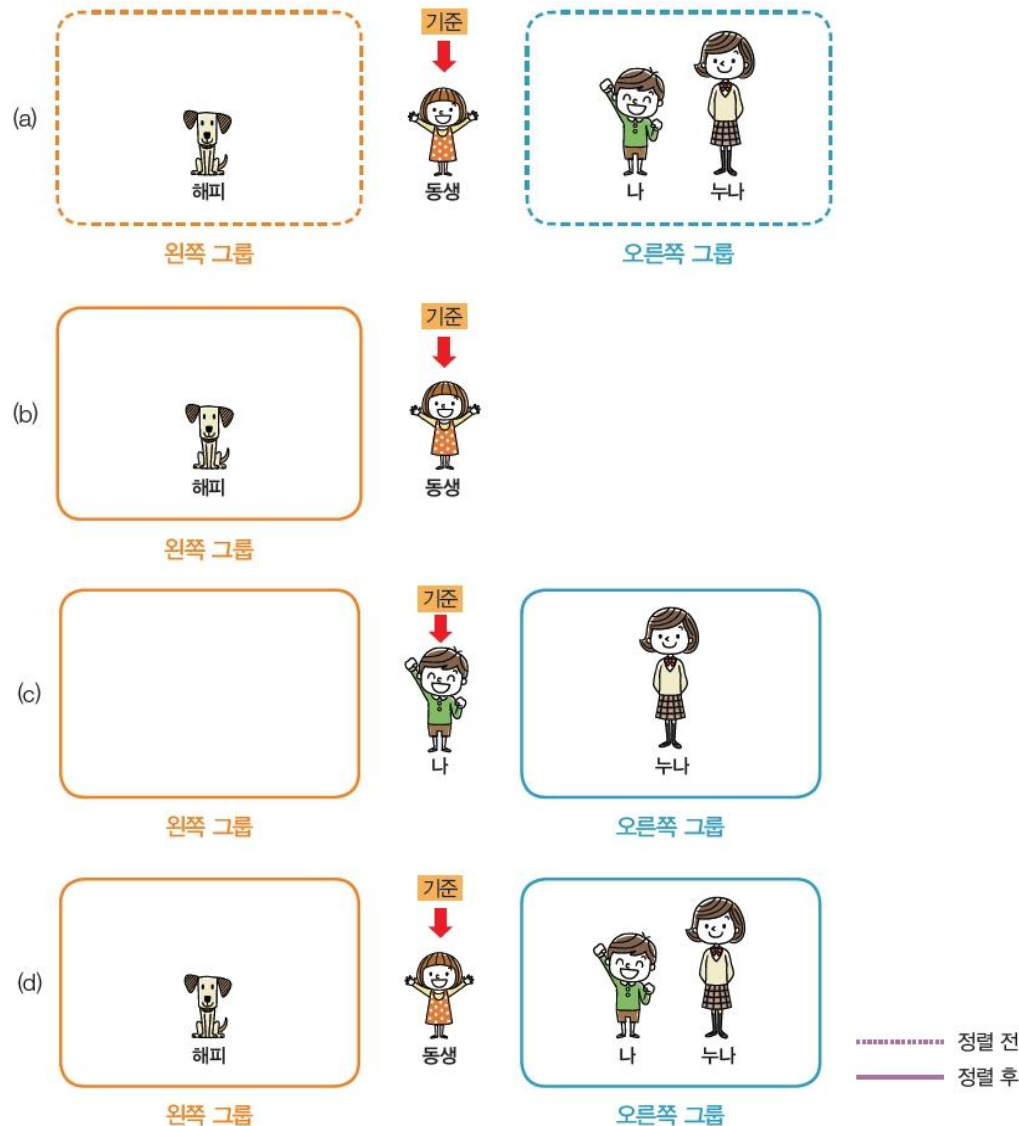 기준
(a)
해피
동생
나 누나
왼쪽 그룹 오른쪽 그룹
기준
(b)
해피
동생
왼쪽 그룹
기준
(c)
나
누나
왼쪽 그룹 오른쪽 그룹
기준
(d)
해피
동생
나 누나
정렬 전
정렬 후
왼쪽 그룹 오른쪽 그룹